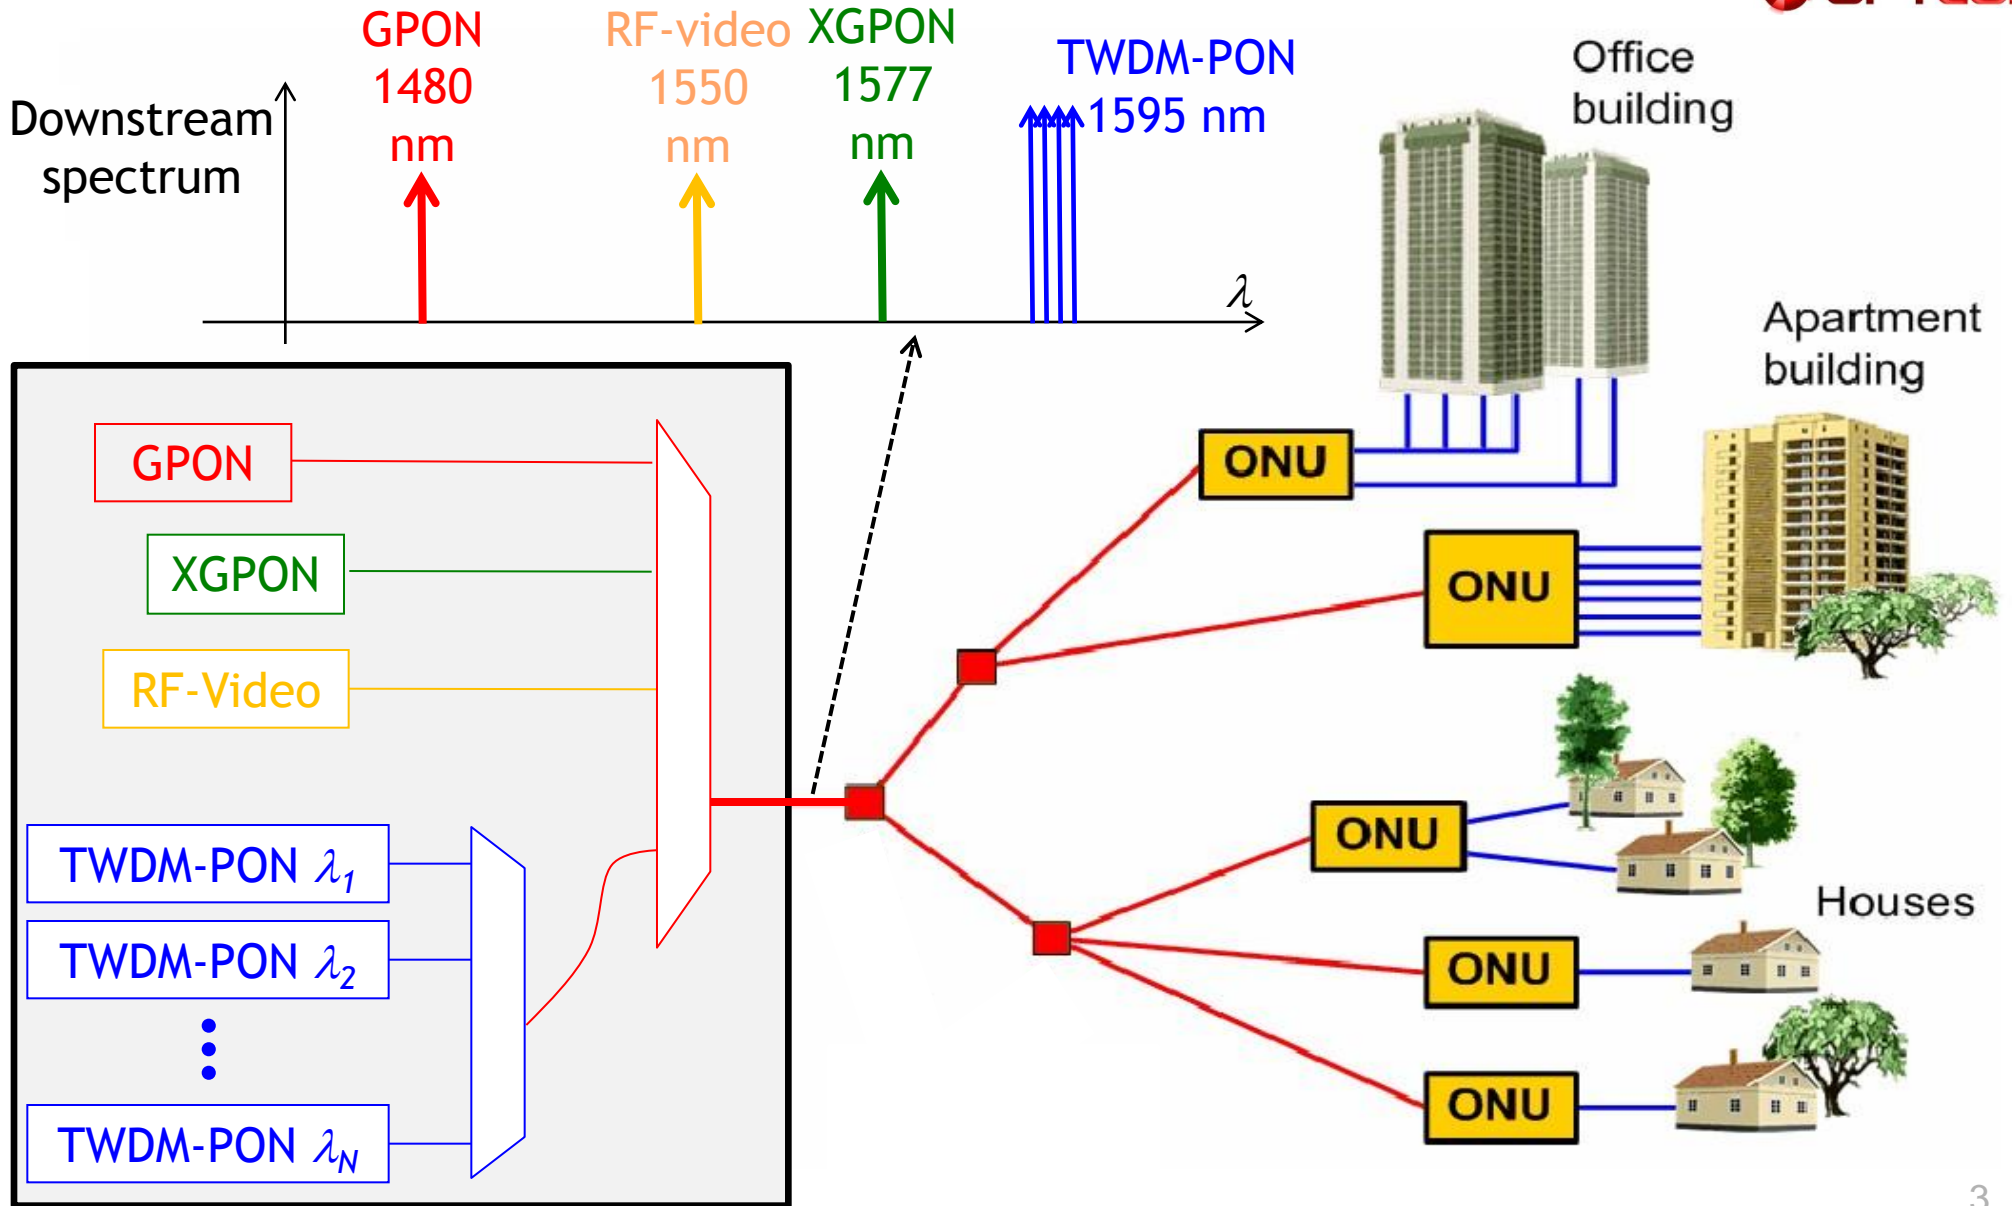 GPON
1480
nm
RF-video
1550
nm
XGPON
1577
nm
TWDM-PON
1595 nm
Downstream
spectrum
λ
Office
building
Apartment
building
GPON
XGPON
RF-Video
TWDM-PON λ1
TWDM-PON λ2
TWDM-PON λN
ONU
ONU
ONU
ONU
ONU
Houses
3